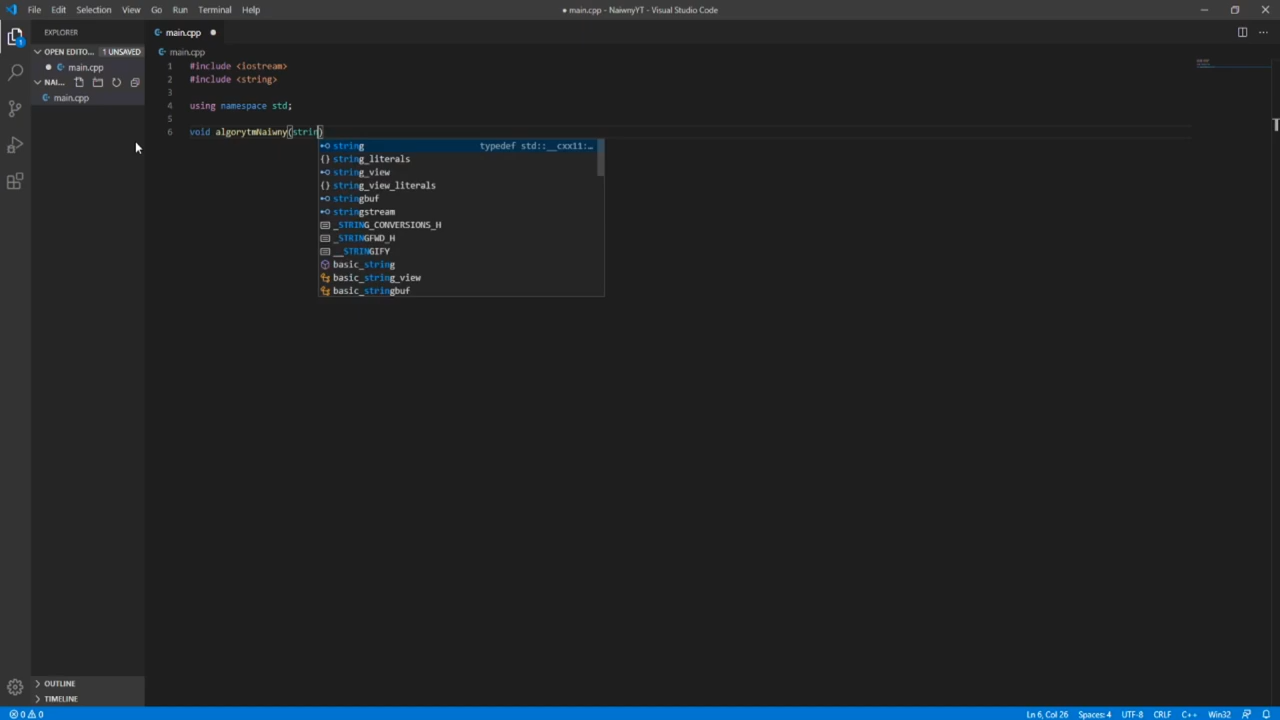 File Edit Selection View Go Run Terminal Help
● main.cpp - NaiwnyYT - Visual Studio Code
EXPLORER
OPEN EDITO... 1 UNSAVED
main.cpp
NAI...
main.cpp
OUTLINE
TIMELINE
main.cpp
main.cpp
1 #include <iostream>
2 #include <string>
3
4 using namespace std;
5
6 void algorytmNaiwny(strin)
string typedef std::__cxx11:…
string_literals
string_view
string_view_literals
stringbuf
stringstream
_STRING_CONVERSIONS_H
_STRINGFWD_H
__STRINGIFY
basic_string
basic_string_view
basic_stringbuf
0 0
Ln 6, Col 26 Spaces: 4 UTF-8 CRLF C++ Win32